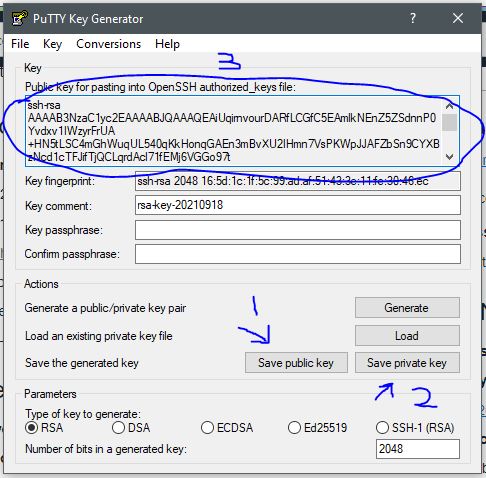 PuTTY Key Generator
File Key Conversions Help
3
Key
Public key for pasting into OpenSSH authorized_keys file:
ssh-rsa
AAAAB3NzaC1yc2EAAAABJQAAAQEAiUqimvourDARfLCGfC5EAmlkNEnZ5ZSdnnP0
Yvdxv1IWzyrFrUA
+HN5tLSC4mGhWuqUL540qKkHonqGAEn3mBvXU2lHmn7VsPKWpJJAFZbSn9CYXB
zNcd1cTFJifTjQCLqrdAcl71fEMj6VGGo97t
Key fingerprint: ssh-rsa 2048 16:5d:1c:1f:5c:99:ad:af:51:43:3e:11:fe:30:46:ec
Key comment: rsa-key-20210918
Key passphrase:
Confirm passphrase:
Actions
1
Generate a public/private key pair Generate
Load an existing private key file Load
Save the generated key Save public key Save private key
2
Parameters
Type of key to generate:
RSA DSA ECDSA Ed25519 SSH-1 (RSA)
Number of bits in a generated key: 2048